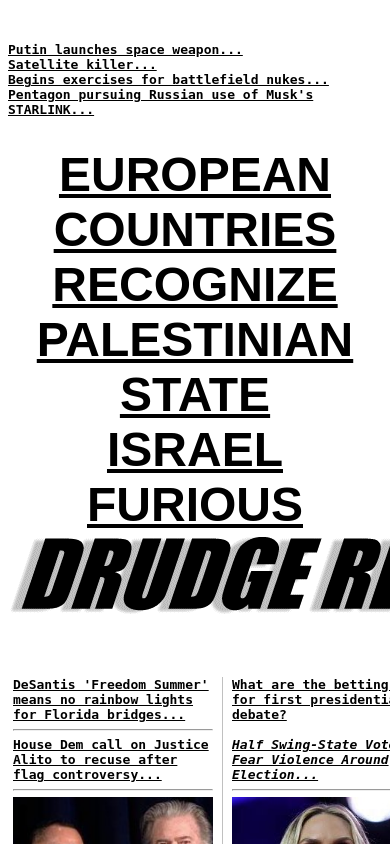 Putin launches space weapon...
Satellite killer...
Begins exercises for battlefield nukes...
Pentagon pursuing Russian use of Musk's
STARLINK...
EUROPEAN
COUNTRIES
RECOGNIZE
PALESTINIAN
STATE
ISRAEL
FURIOUS
DRUDGE RE
DeSantis 'Freedom Summer'
means no rainbow lights
for Florida bridges...
House Dem call on Justice
Alito to recuse after
flag controversy...
What are the betting
for first presidentia
debate?
Half Swing-State Vote
Fear Violence Around
Election...